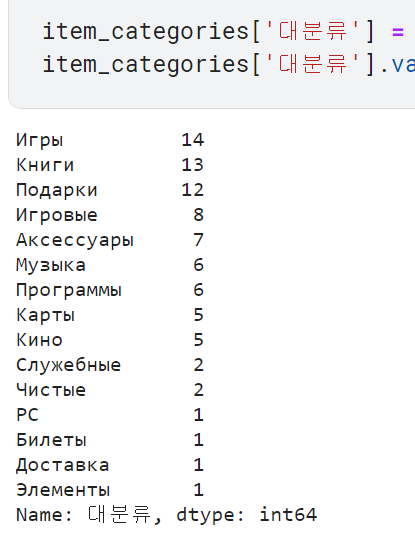 item_categories['대분류'] =
item_categories['대분류'].va
Игры 14
Книги 13
Подарки 12
Игровые 8
Аксессуары 7
Музыка 6
Программы 6
Карты 5
Кино 5
Служебные 2
Чистые 2
PC 1
Билеты 1
Доставка 1
Элементы 1
Name: 대분류, dtype: int64